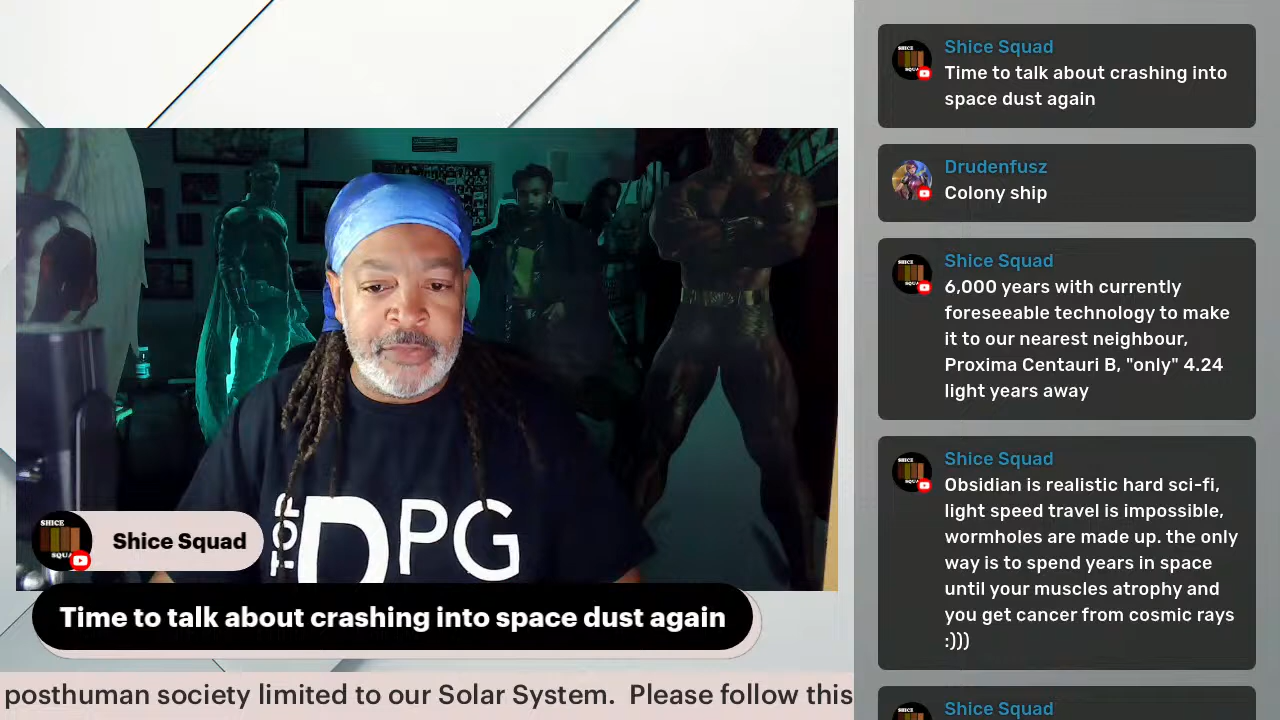 Shice Squad
Time to talk about crashing into
space dust again
Drudenfusz
Colony ship
Shice Squad
6,000 years with currently
foreseeable technology to make
it to our nearest neighbour,
Proxima Centauri B, "only" 4.24
light years away
Shice Squad
Obsidian is realistic hard sci-fi,
light speed travel is impossible,
wormholes are made up. the only
way is to spend years in space
until your muscles atrophy and
you get cancer from cosmic rays
:)))
Shice Squad
DPG
SHICE
Shice Squad
Time to talk about crashing into space dust again
posthuman society limited to our Solar System. Please follow this